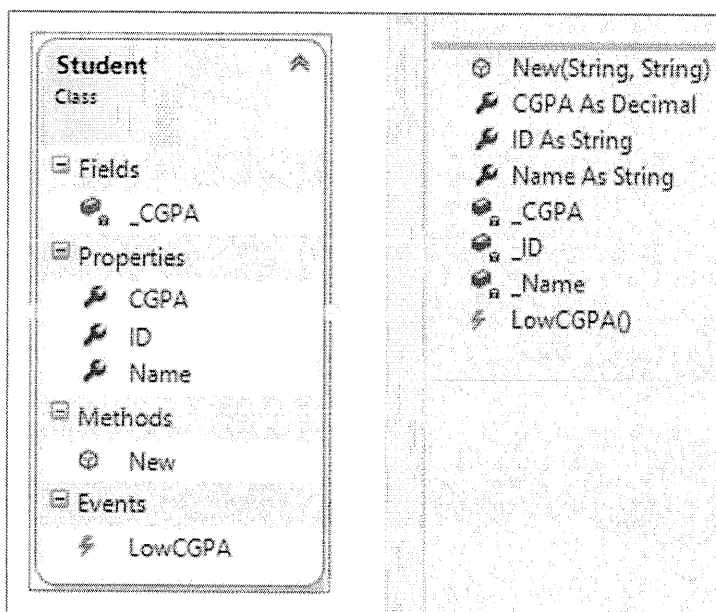 Student
Class
Fields
_CGPA
Properties
CGPA
ID
Name
Methods
New
Events
LowCGPA
New(String, String)
CGPA As Decimal
ID As String
Name As String
_CGPA
_ID
_Name
LowCGPA()